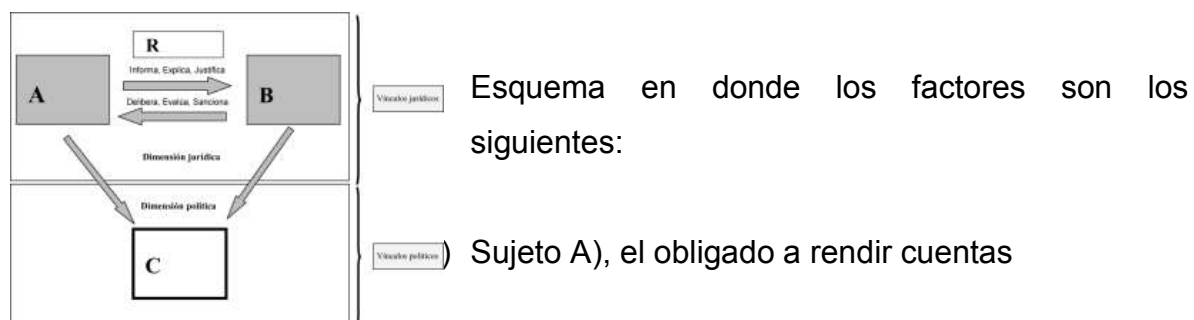 R
Informa, Explica, Justifica
A
B
Delibera, Evalúa, Sanciona
Dimensión jurídica
Vínculos jurídicos
Dimensión política
C
Vínculos políticos
Esquema en donde los factores son los
siguientes:
) Sujeto A), el obligado a rendir cuentas